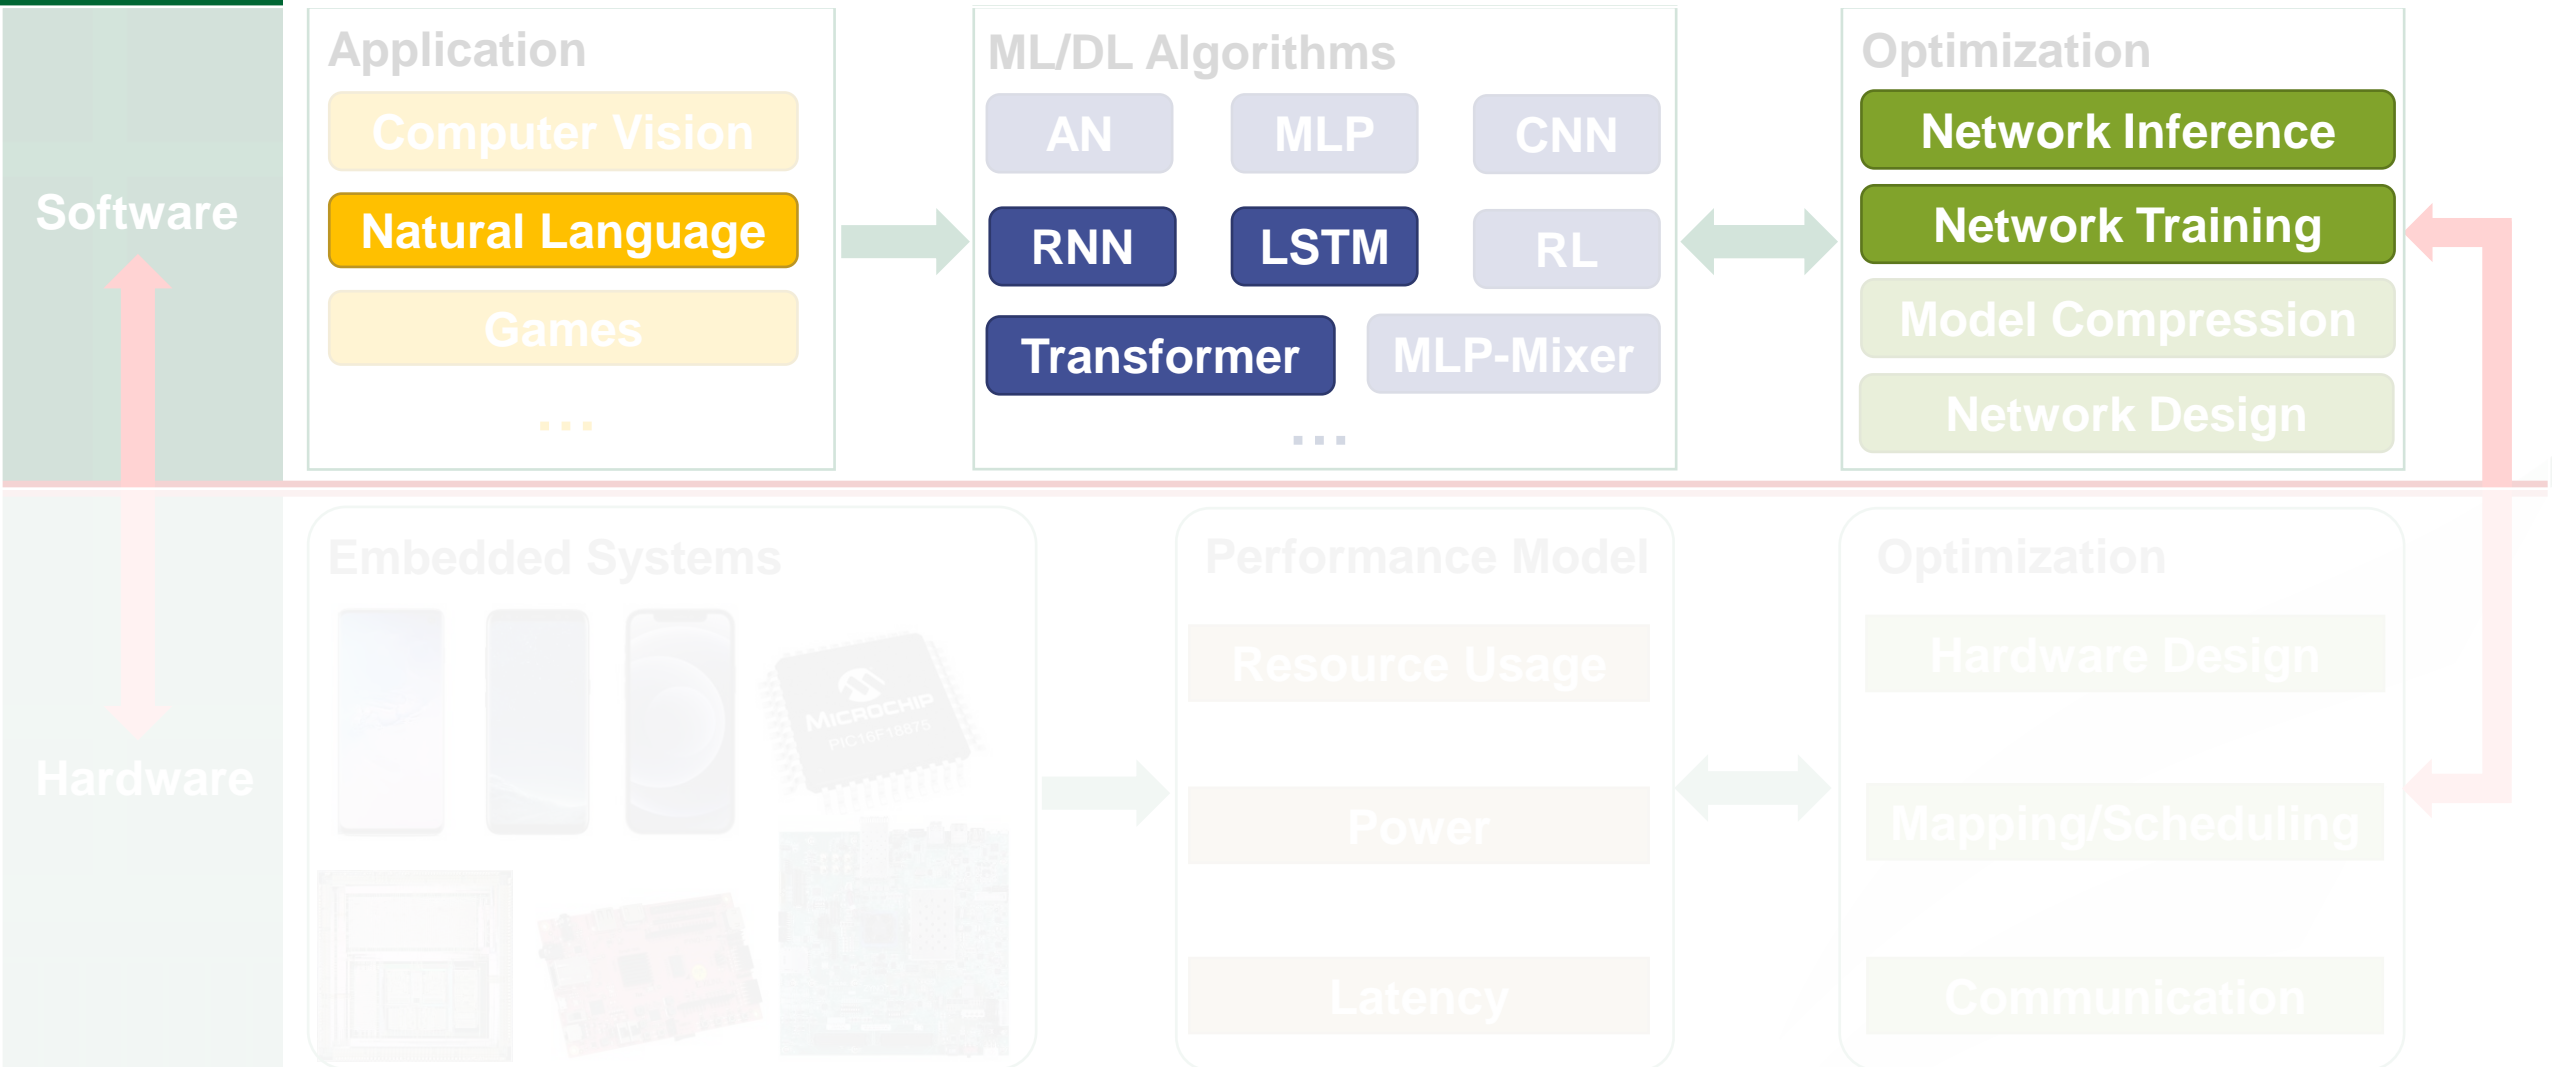 Software
Application
Computer Vision
Natural Language
Games
...
ML/DL Algorithms
AN
MLP
CNN
RNN
LSTM
RL
Transformer
MLP-Mixer
...
Optimization
Network Inference
Network Training
Model Compression
Network Design
Hardware
Embedded Systems
MICROCHIP
PIC16F18875
Performance Model
Resource Usage
Power
Latency
Optimization
Hardware Design
Mapping/Scheduling
Communication